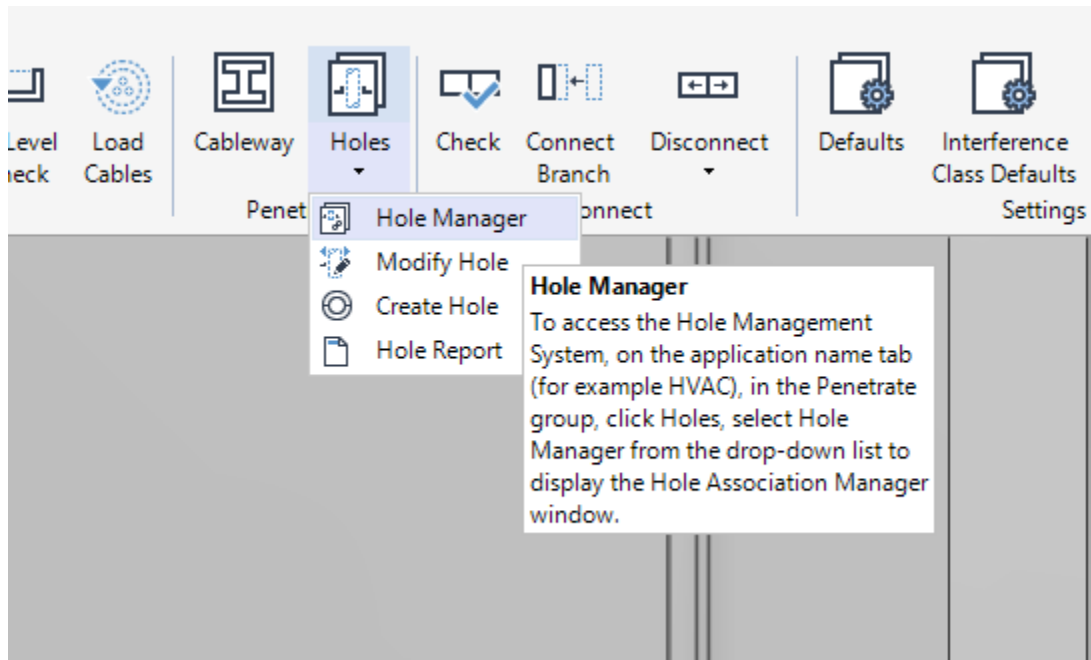 Level Load Cableway Holes Check Connect Disconnect Defaults Interference
Cables Branch Class Defaults
Settings
Hole Manager
Modify Hole
Create Hole
Hole Report
Hole Manager
To access the Hole Management
System, on the application name tab
(for example HVAC), in the Penetrate
group, click Holes, select Hole
Manager from the drop-down list to
display the Hole Association Manager
window.